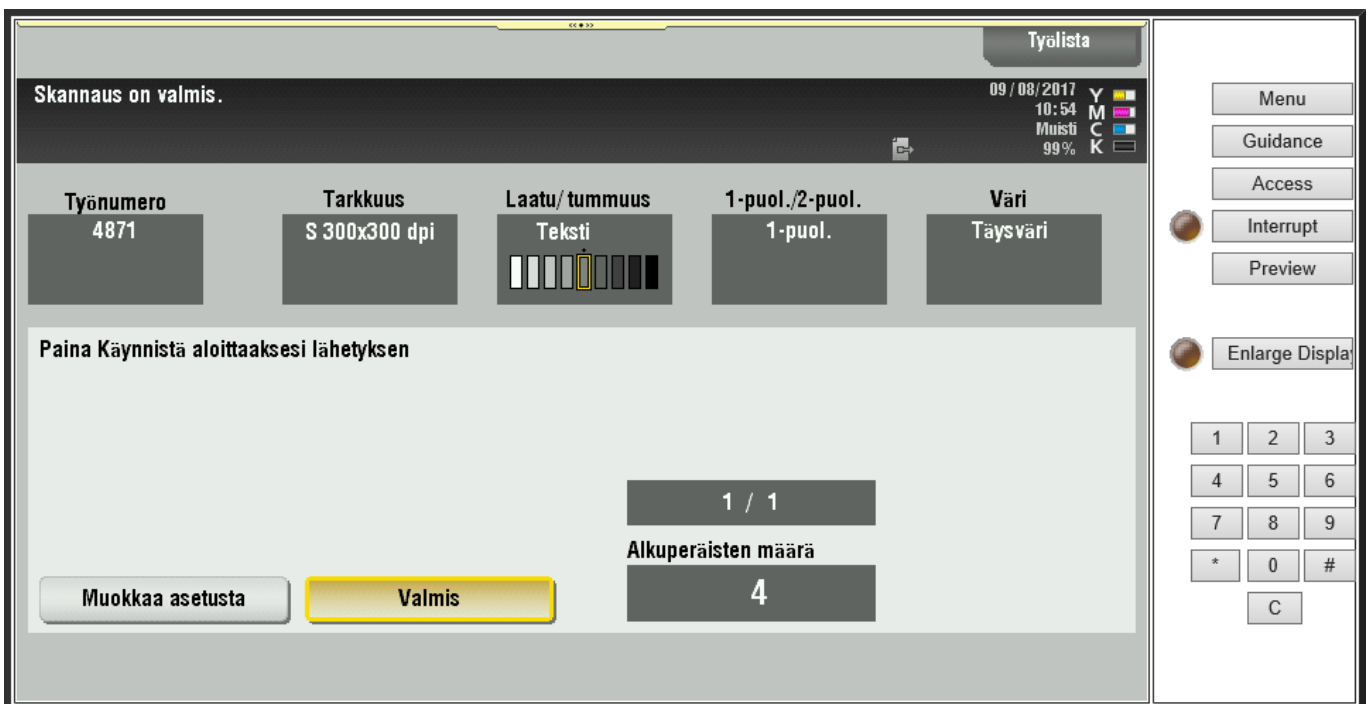 Työlista
Skannaus on valmis.
09/08/2017
10:54
Muisti
99%
Y
M
C
K
Työnumero
4871
Tarkkuus
S 300x300 dpi
Laatu/tummuus
Teksti
1-puol./2-puol.
1-puol.
Väri
Täysväri
Paina Käynnistä aloittaaksesi lähetyksen
1 / 1
Alkuperäisten määrä
4
Muokkaa asetusta
Valmis
Menu
Guidance
Access
Interrupt
Preview
Enlarge Display
1 2 3
4 5 6
7 8 9
* 0 #
C